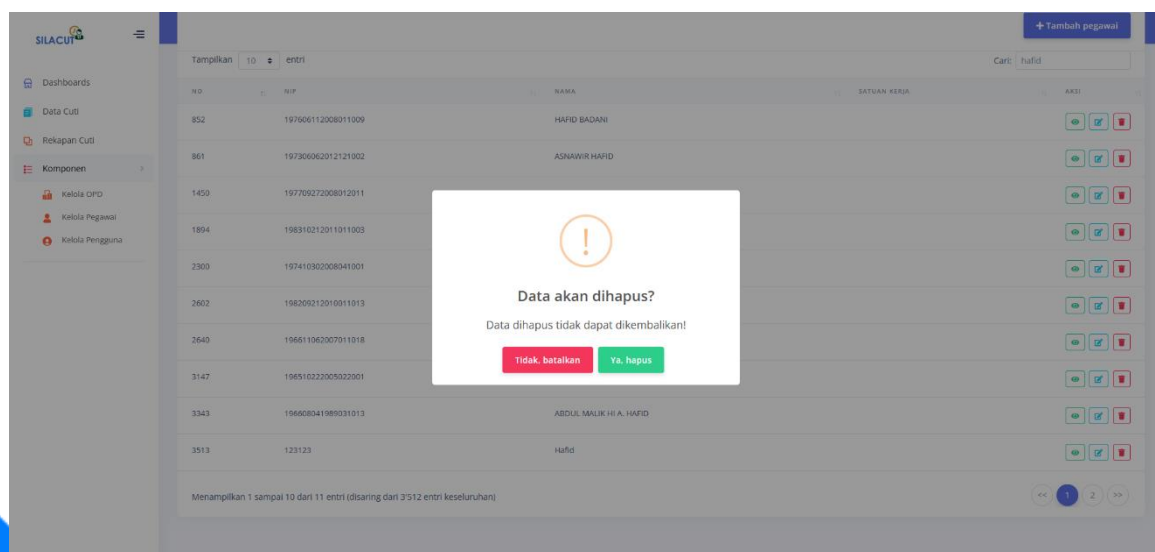 SILACUTI
+ Tambah pegawai
Tampilkan 10 entri
Cari: hafid
Dashboards
Data Cuti
Rekapan Cuti
Komponen
Kelola OPD
Kelola Pegawai
Kelola Pengguna
NO NIP NAMA SATUAN KERJA AKSI
852 197606112008011009 HAFID BADANI
861 197306062012121002 ASNAWIR HAFID
1450 197709272008012011
1894 198310212011011003
2300 197410302008041001
2602 198209212010011013
2640 196611062007011018
3147 196510222005022001
3343 196608041989031013 ABDUL MALIK HI A. HAFID
3513 123123 Hafid
Data akan dihapus?
Data dihapus tidak dapat dikembalikan!
Tidak, batalkan Ya, hapus
Menampilkan 1 sampai 10 dari 11 entri (disaring dari 3'512 entri keseluruhan)
<< 1 2 >>